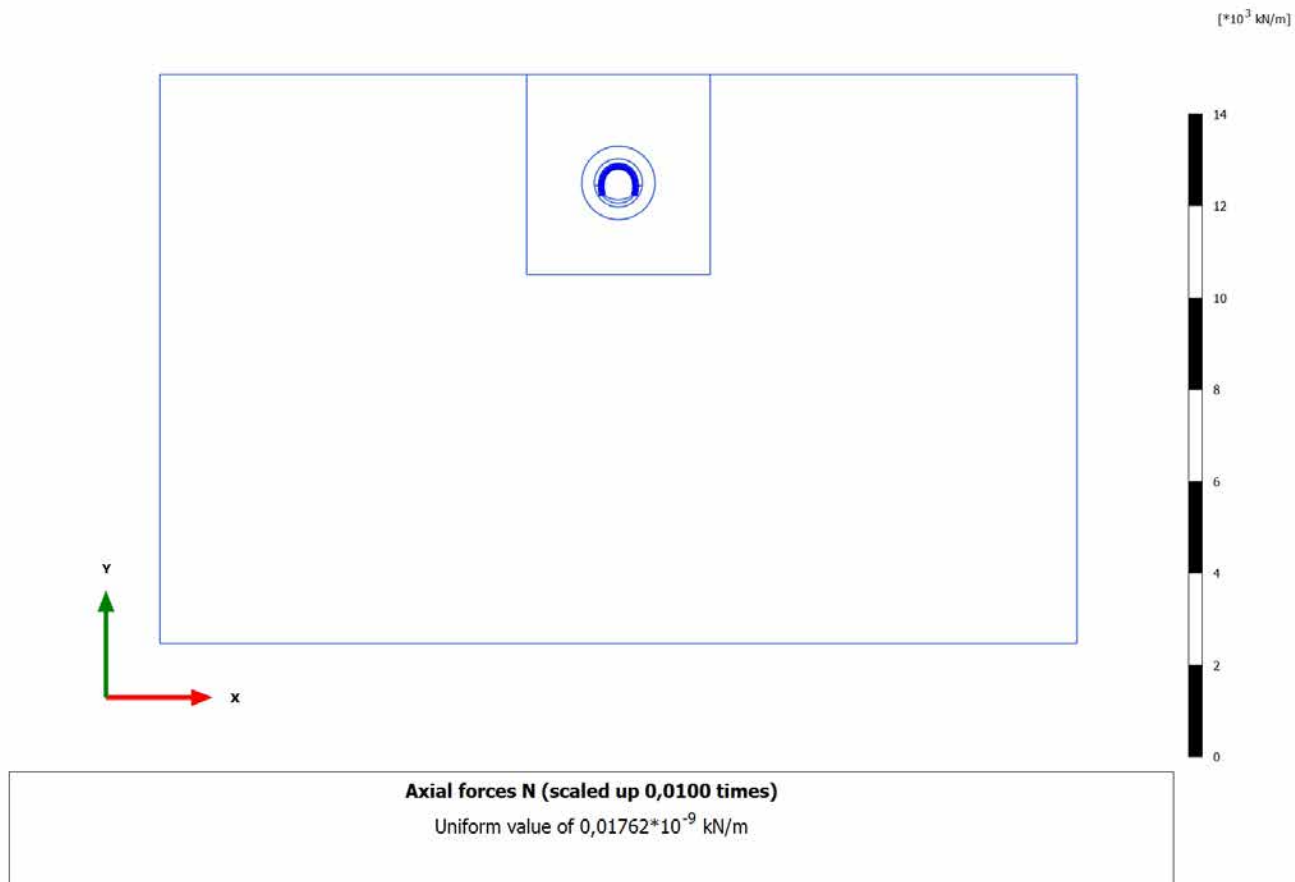 [*10³ kN/m]
14
12
10
8
6
4
2
0
Y
X
Axial forces N (scaled up 0,0100 times)
Uniform value of 0,01762*10⁻⁹ kN/m